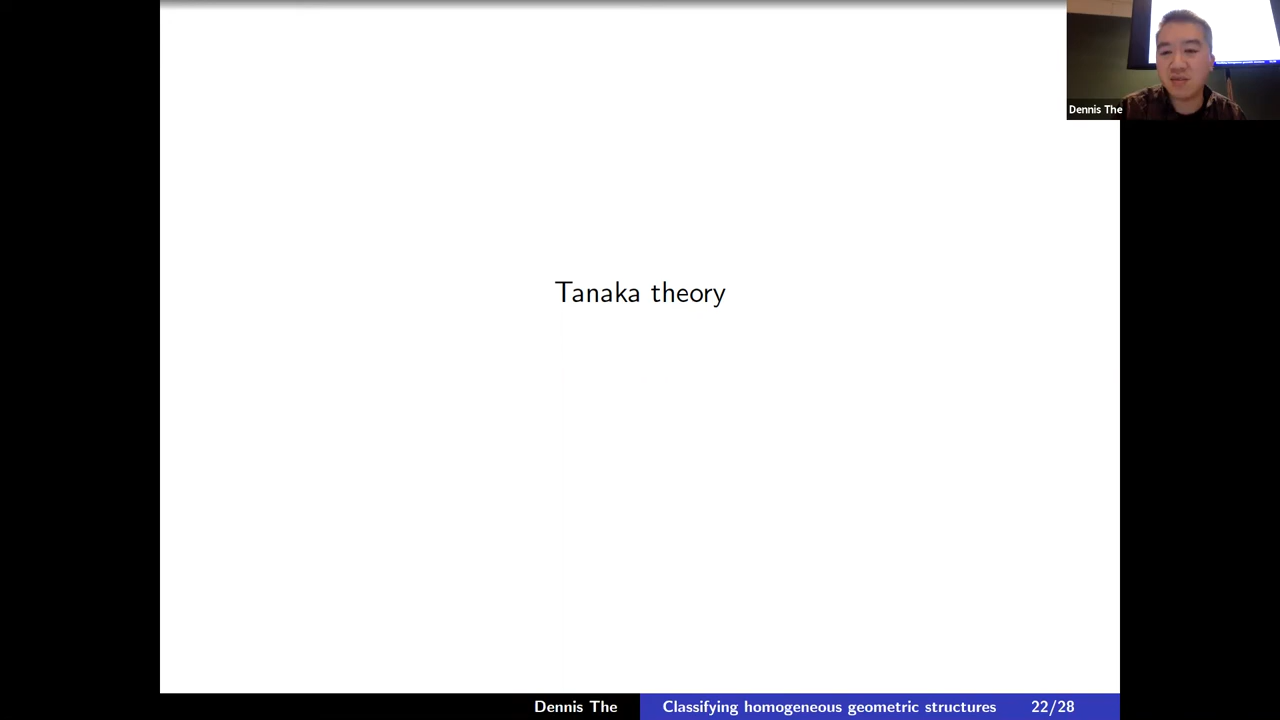 Dennis The
Tanaka theory
Dennis The Classifying homogeneous geometric structures 22/28